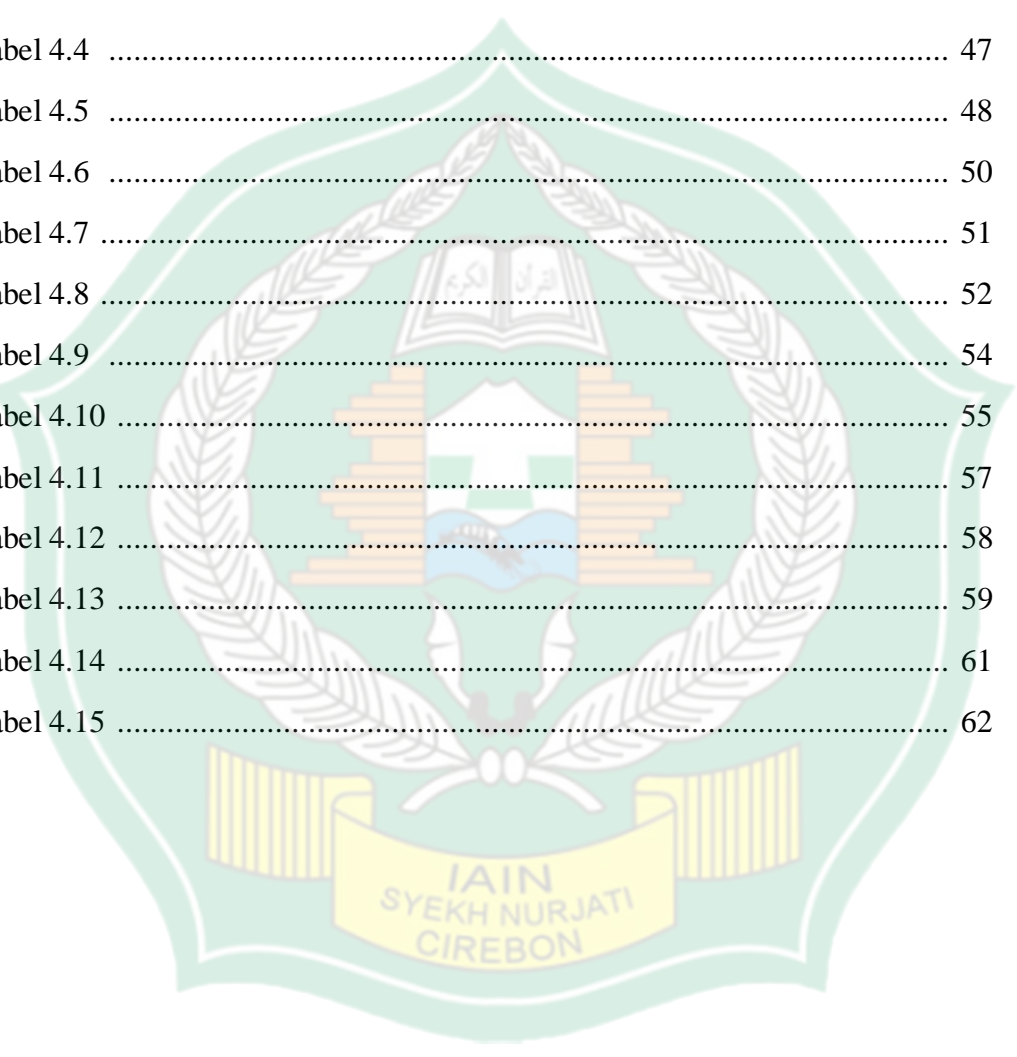 abel 4.4 ........................................................................................ 47
abel 4.5 ........................................................................................ 48
abel 4.6 ........................................................................................ 50
abel 4.7 ........................................................................................ 51
abel 4.8 ........................................................................................ 52
abel 4.9 ........................................................................................ 54
abel 4.10 ....................................................................................... 55
abel 4.11 ....................................................................................... 57
abel 4.12 ....................................................................................... 58
abel 4.13 ....................................................................................... 59
abel 4.14 ....................................................................................... 61
abel 4.15 ....................................................................................... 62
القرآن الكريم
IAIN
SYEKH NURJATI
CIREBON